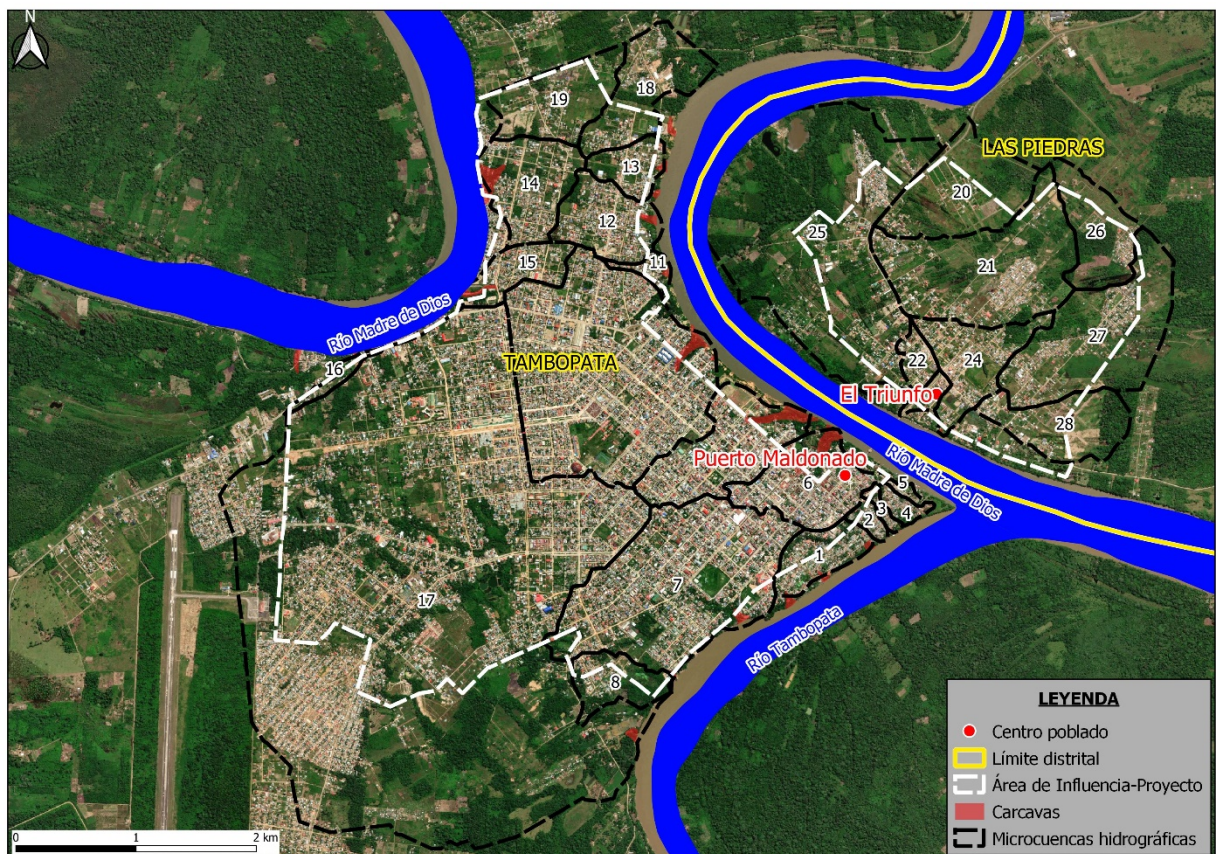 N
19
18
LAS PIEDRAS
13
20
14
12
25
26
15
11
21
Río Madre de Dios
27
TAMBOPATA
16
22
24
El Triunfo
28
Puerto Maldonado
Río Madre de Dios
6
5
3
4
2
1
7
17
Río Tambopata
8
LEYENDA
Centro poblado
Límite distrital
Área de Influencia-Proyecto
Carcavas
Microcuencas hidrográficas
0 1 2 km